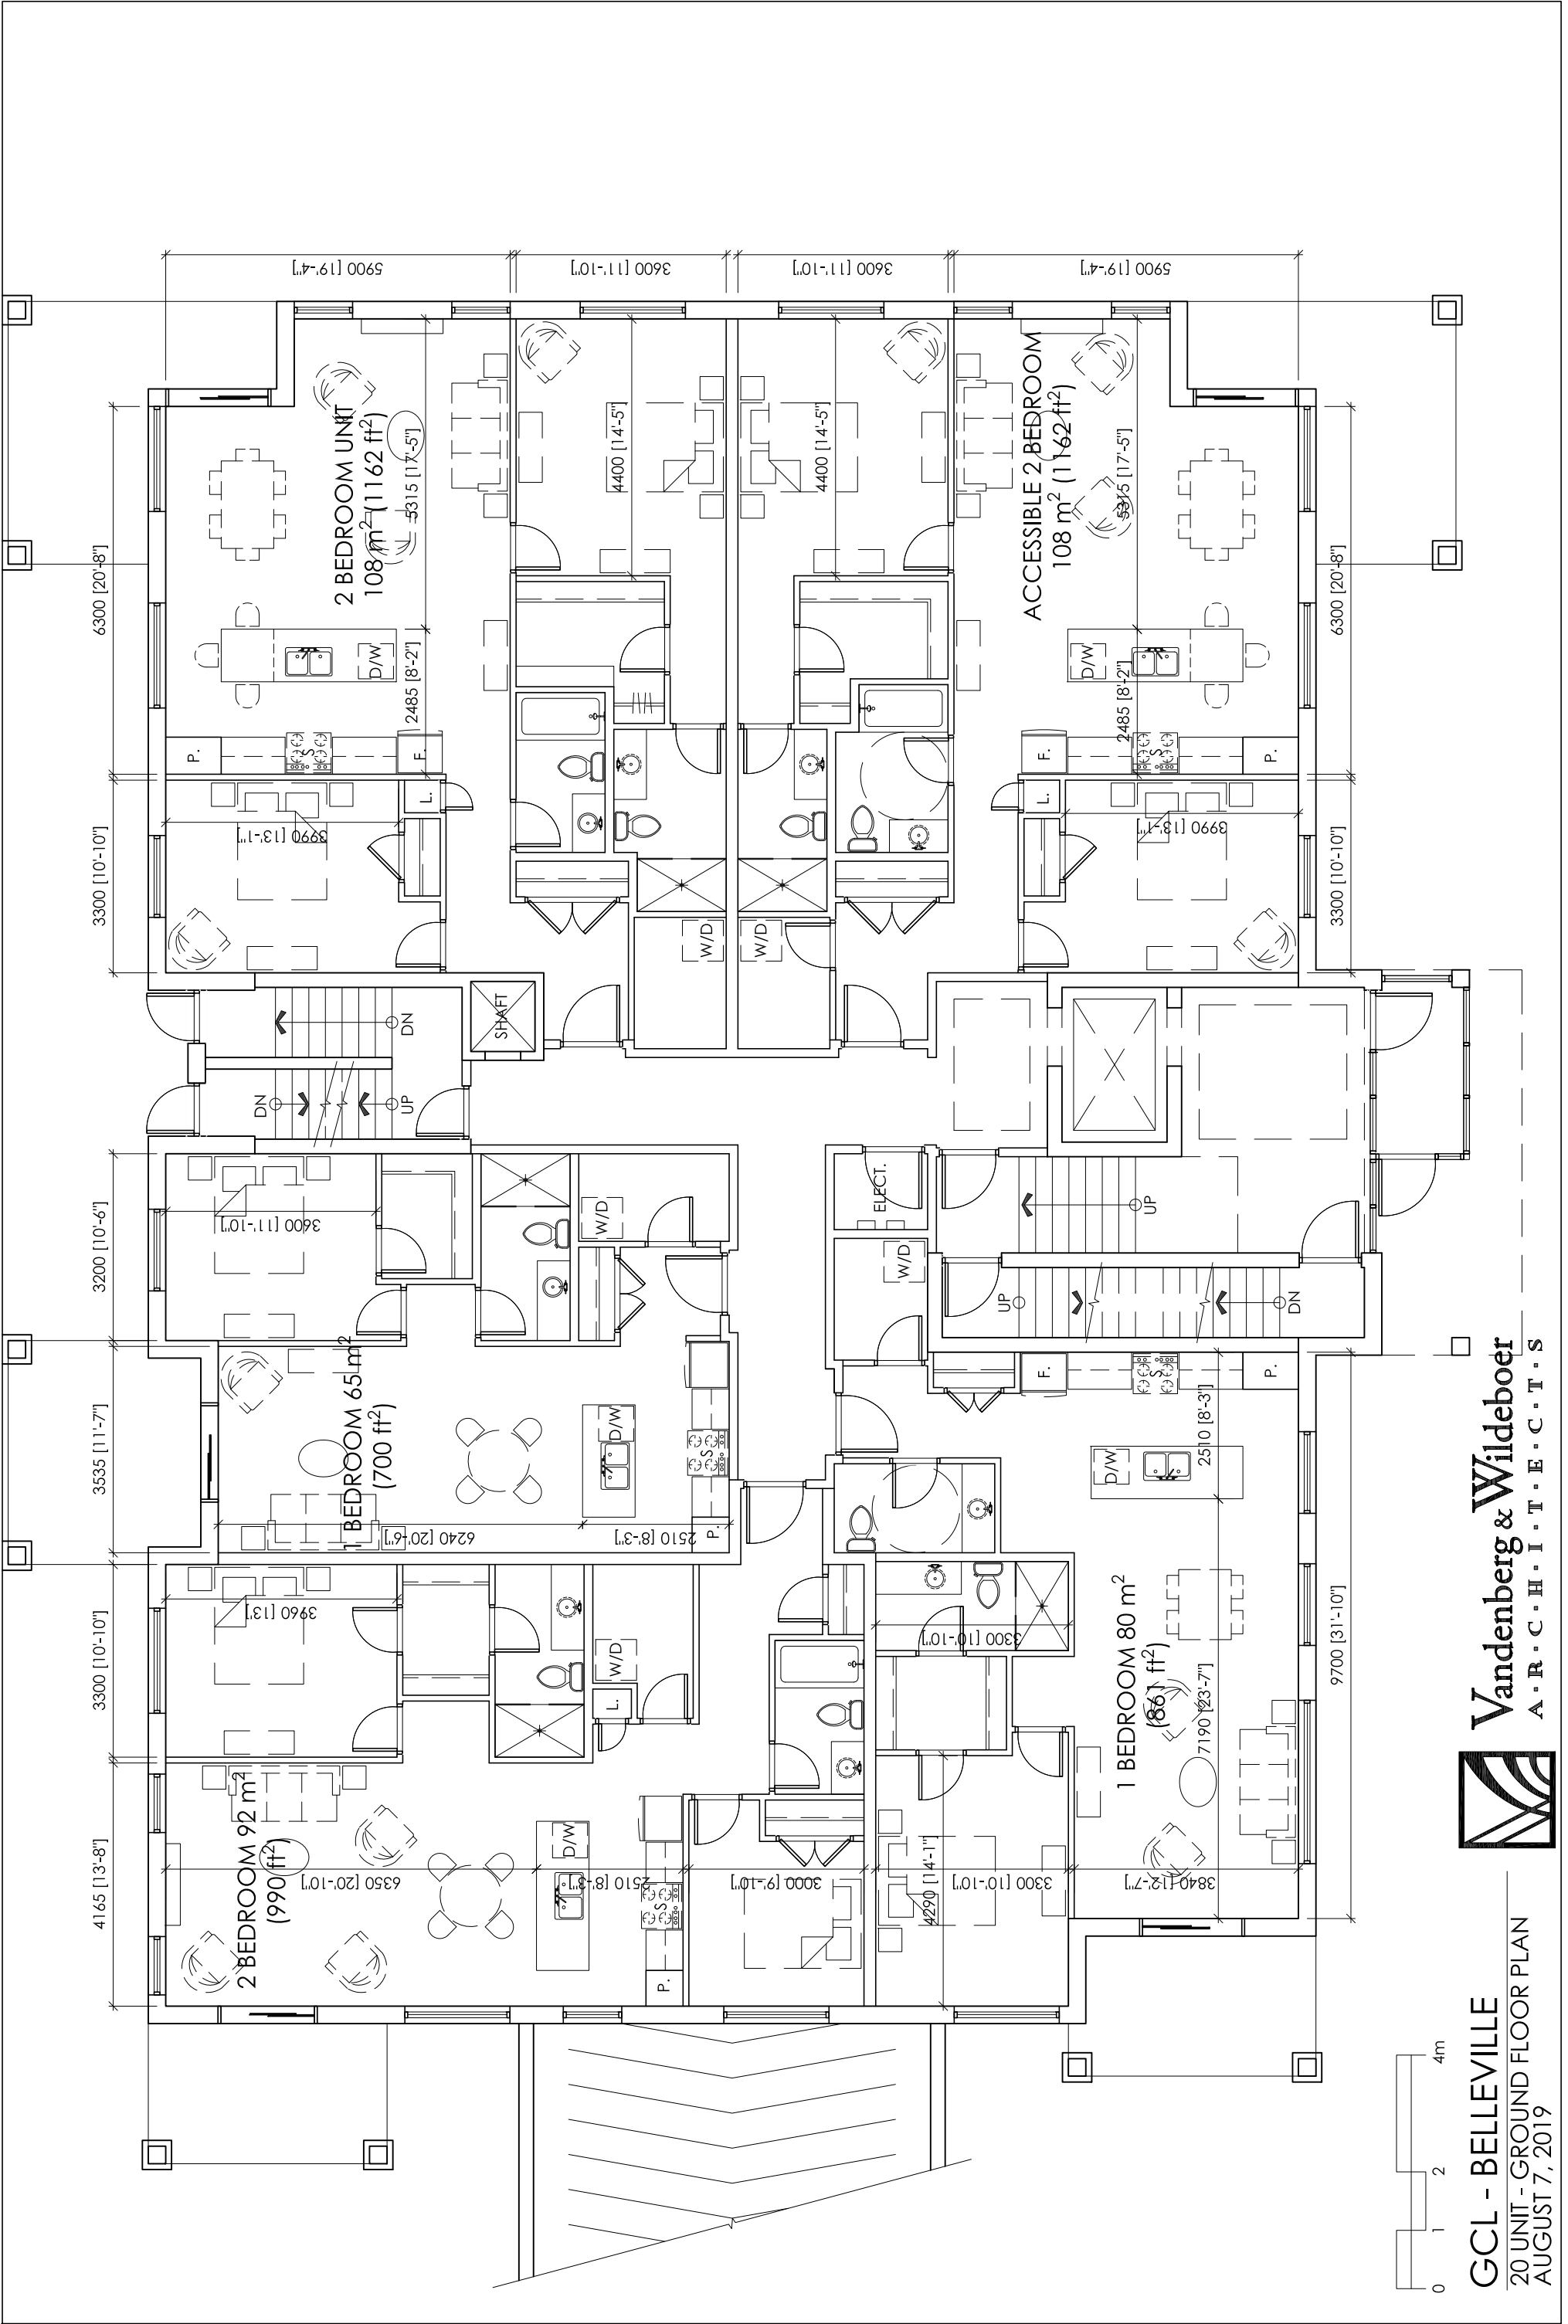 6300 [20'-8"]
3300 [10'-10"]
3200 [10'-6"]
3535 [11'-7"]
3300 [10'-10"]
4165 [13'-8"]
5900 [19'-4"]
3600 [11'-10"]
3600 [11'-10"]
5900 [19'-4"]
2 BEDROOM UNIT
108 m² (1162 ft²)
5315 [17'-5"]
2485 [8'-2"]
D/W
P.
S
F.
L.
3990 [13'-1"]
4400 [14'-5"]
4400 [14'-5"]
W/D
W/D
ACCESSIBLE 2 BEDROOM
108 m² (1162 ft²)
5315 [17'-5"]
2485 [8'-2"]
D/W
F.
S
P.
L.
3990 [13'-1"]
6300 [20'-8"]
3300 [10'-10"]
SHAFT
DN
DN
UP
ELECT.
UP
UP
DN
3600 [11'-10"]
W/D
1 BEDROOM 65 m²
(700 ft²)
D/W
S
P.
6240 [20'-6"]
2510 [8'-3"]
3960 [13']
W/D
L.
2 BEDROOM 92 m²
(990 ft²)
6350 [20'-10"]
2510 [8'-3"]
3000 [9'-10"]
3300 [10'-10"]
3840 [12'-7"]
D/W
S
P.
W/D
F.
S
P.
2510 [8'-3"]
D/W
1 BEDROOM 80 m²
(861 ft²)
7190 [23'-7"]
3300 [10'-10"]
4290 [14'-1"]
9700 [31'-10"]
0 1 2 4m
GCL - BELLEVILLE
20 UNIT - GROUND FLOOR PLAN
AUGUST 7, 2019
Vandenberg & Wildeboer
A·R·C·H·I·T·E·C·T·S